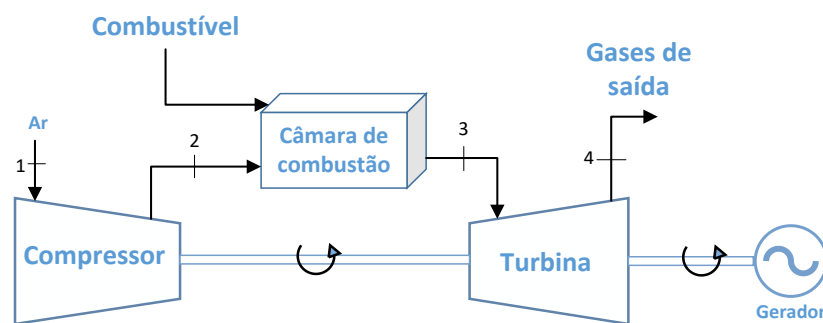 Combustível
Gases de
saída
Ar
1
2
Câmara de
combustão
3
4
Compressor
Turbina
Gerador